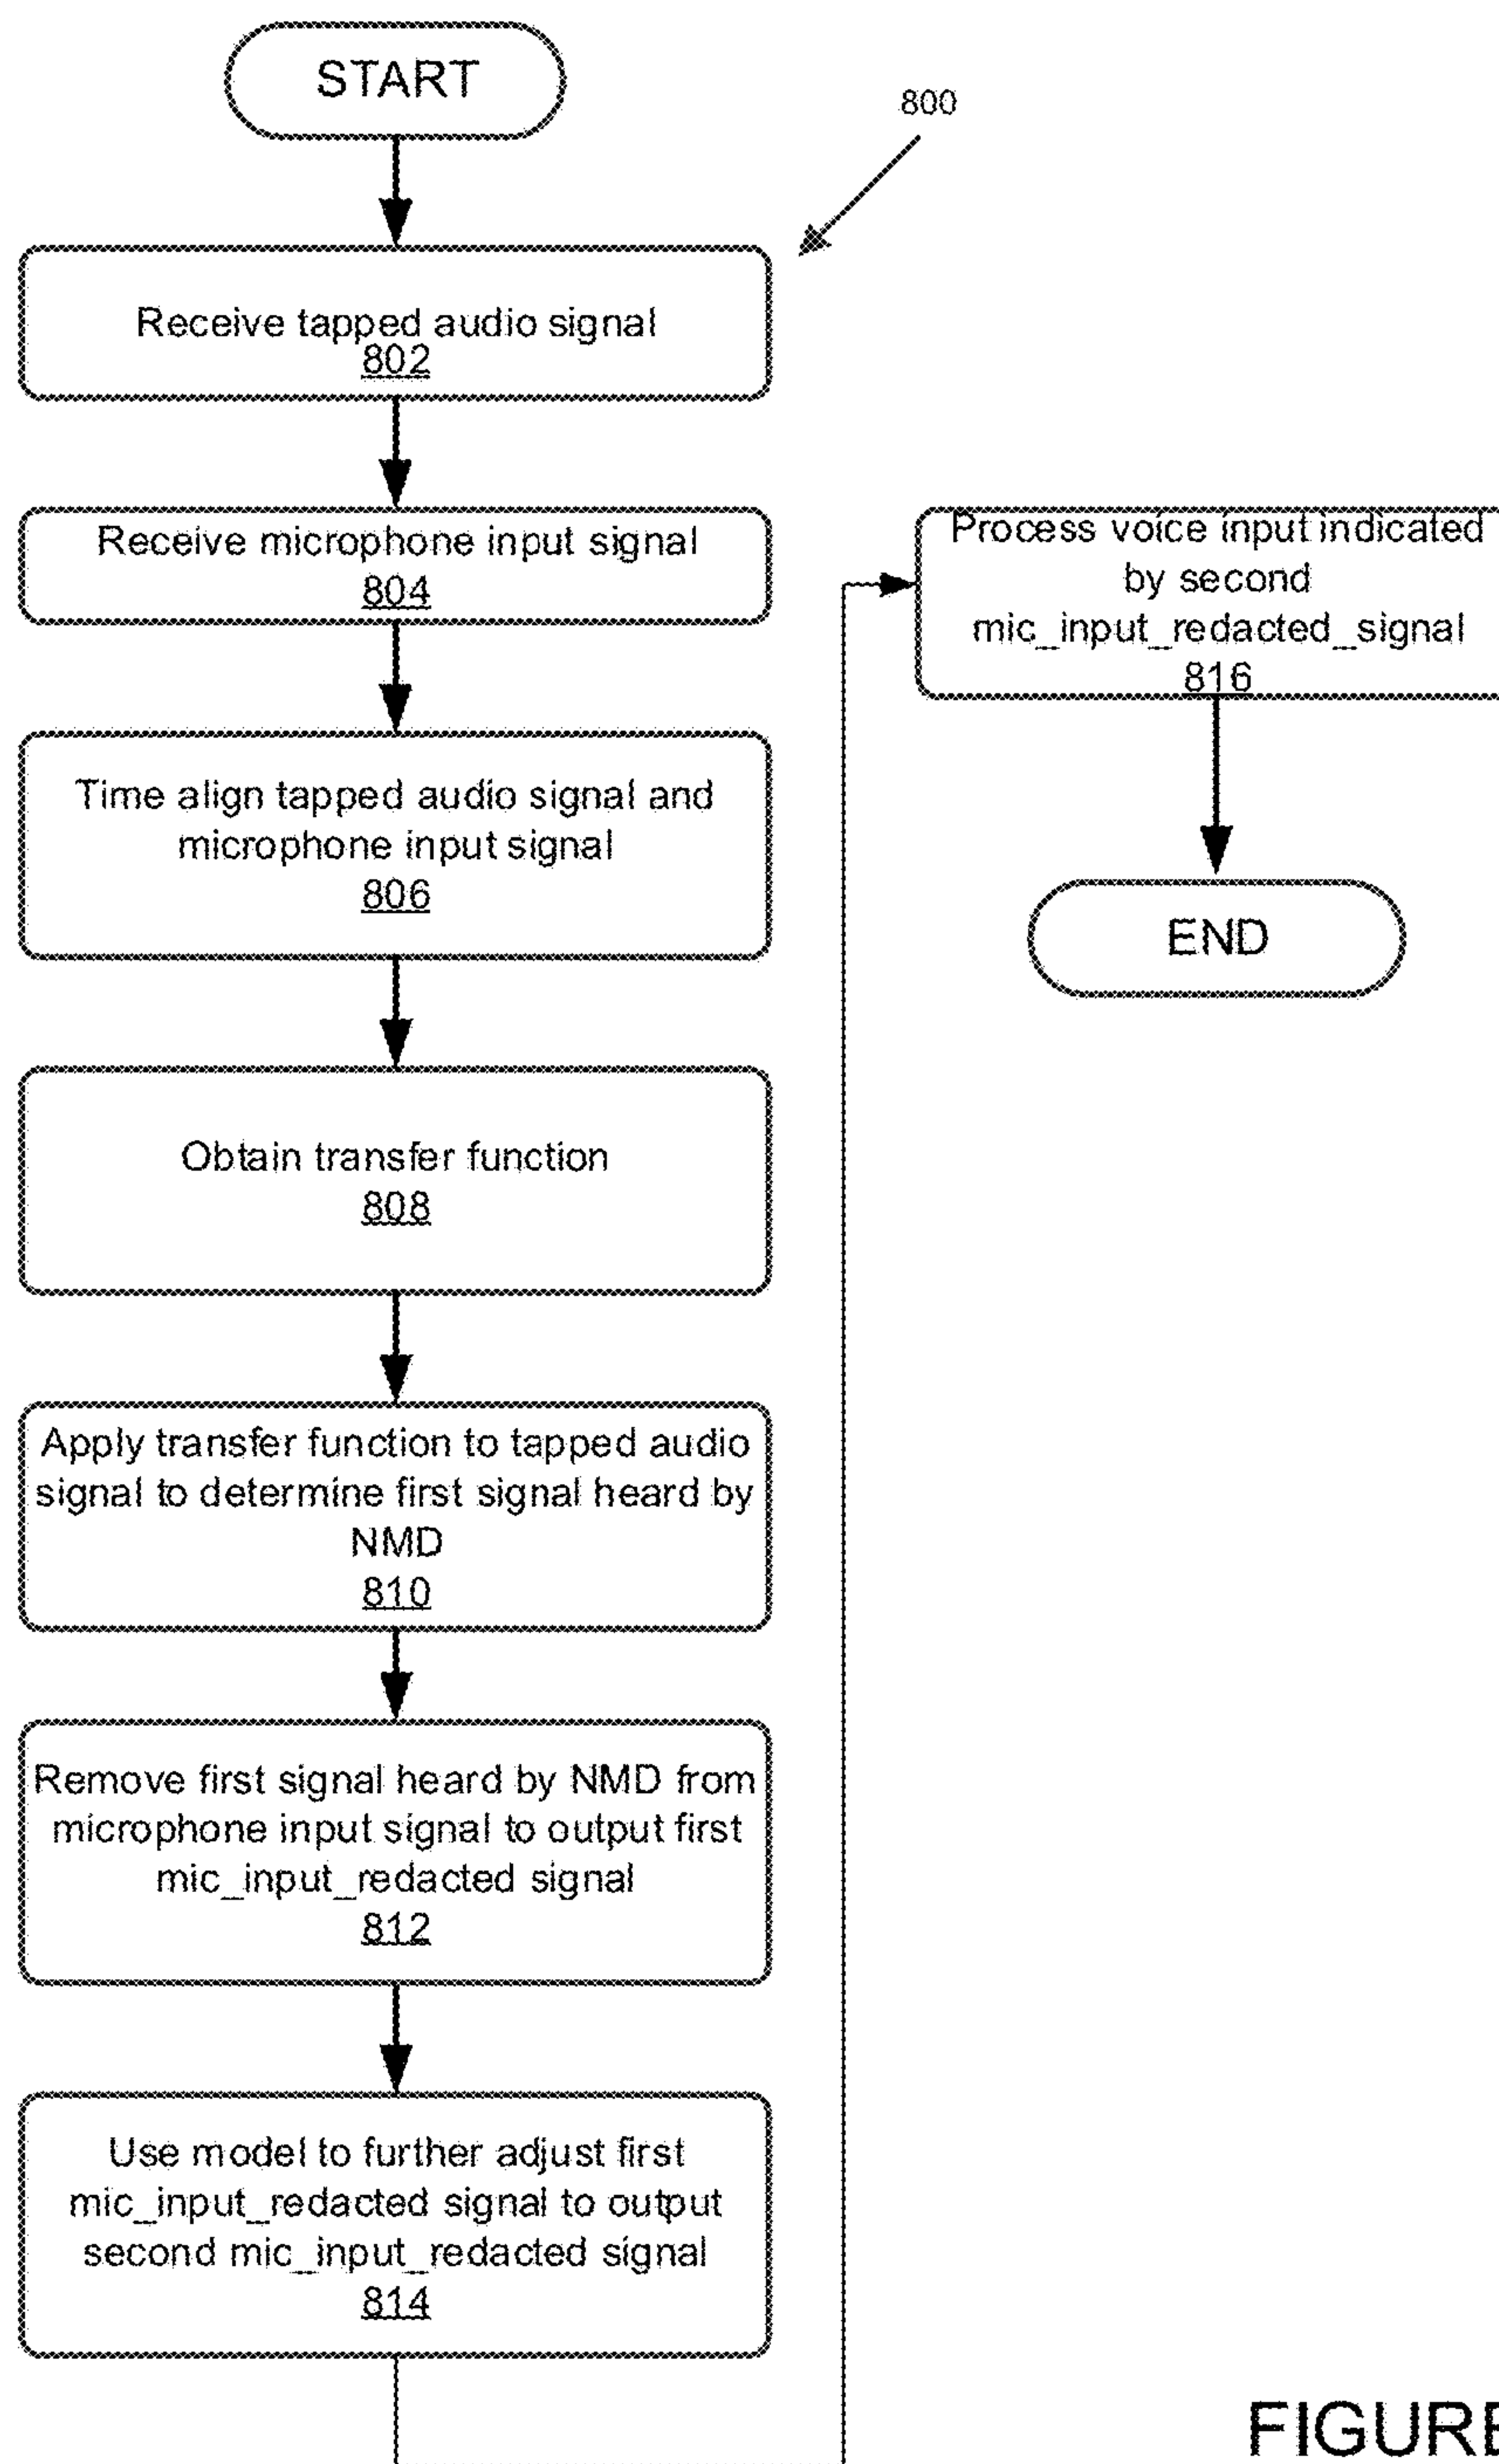 START
800
Receive tapped audio signal
802
Receive microphone input signal
804
Time align tapped audio signal and
microphone input signal
806
Obtain transfer function
808
Apply transfer function to tapped audio
signal to determine first signal heard by
NMD
810
Remove first signal heard by NMD from
microphone input signal to output first
mic_input_redacted signal
812
Use model to further adjust first
mic_input_redacted signal to output
second mic_input_redacted signal
814
Process voice input indicated
by second
mic_input_redacted_signal
816
END
FIGURE